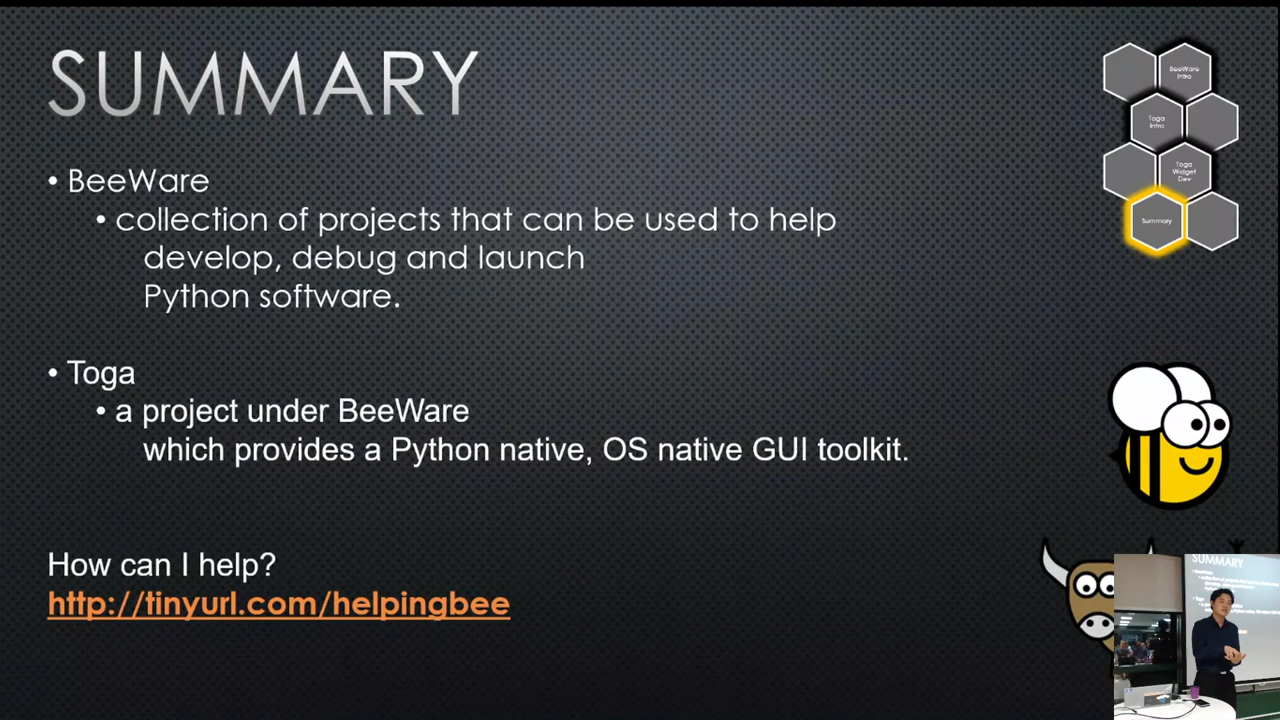 SUMMARY
• BeeWare
• collection of projects that can be used to help
develop, debug and launch
Python software.
• Toga
• a project under BeeWare
which provides a Python native, OS native GUI toolkit.
How can I help?
http://tinyurl.com/helpingbee
BeeWare
Intro
Toga
Intro
Toga
Widget
Dev
Summary
SUMMARY